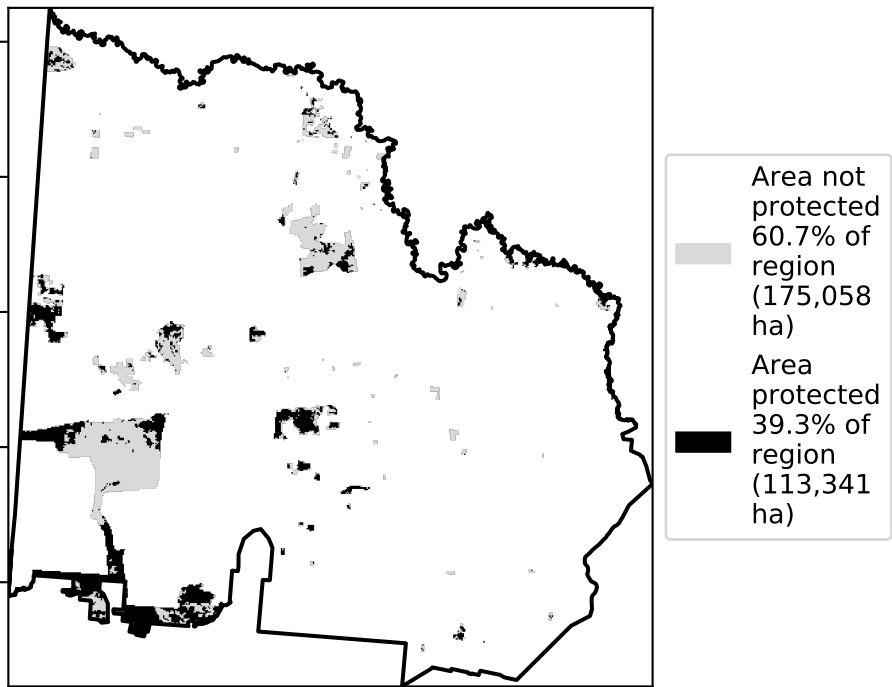 Area not
protected
60.7% of
region
(175,058
ha)
Area
protected
39.3% of
region
(113,341
ha)